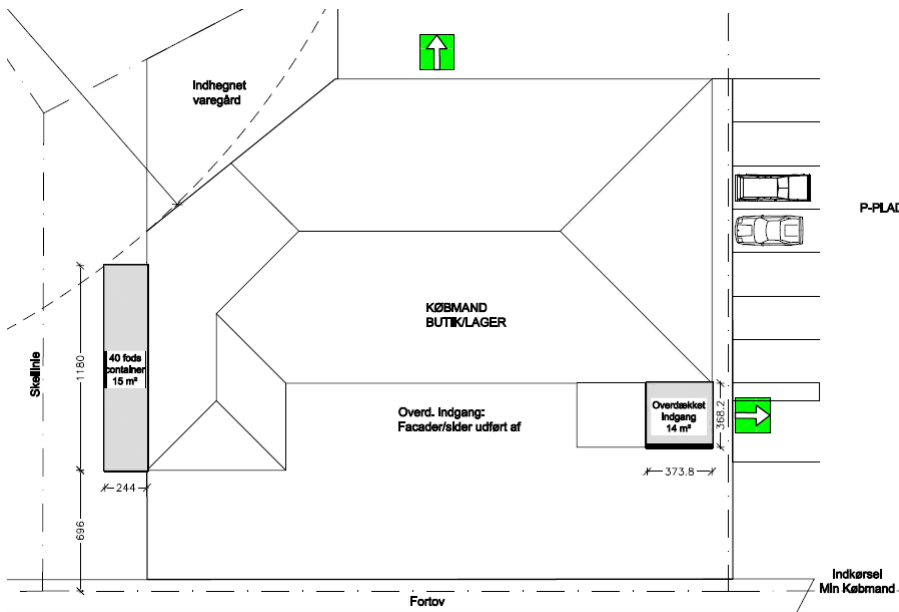 Indhegnet
varegård
P-PLAD
KØBMAND
BUTIK/LAGER
40 fods
container
15 m²
1180
Skellinie
Overd. Indgang:
Facader/sider udført af
Overdækket
Indgang
14 m²
368.2
373.8
244
696
Indkørsel
Min Købmand
Fortov